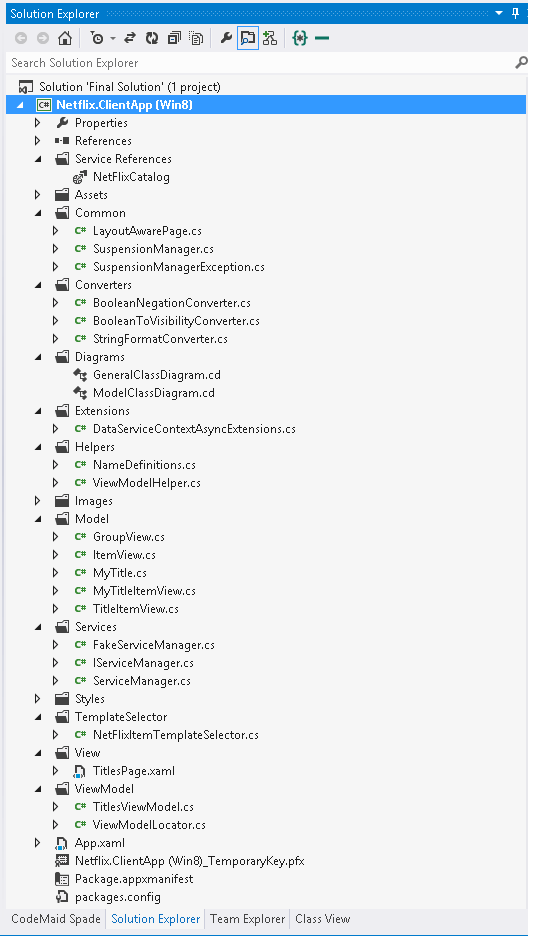 Solution Explorer
Search Solution Explorer
Solution 'Final Solution' (1 project)
C# Netflix.ClientApp (Win8)
Properties
References
Service References
NetFlixCatalog
Assets
Common
C# LayoutAwarePage.cs
C# SuspensionManager.cs
C# SuspensionManagerException.cs
Converters
C# BooleanNegationConverter.cs
C# BooleanToVisibilityConverter.cs
C# StringFormatConverter.cs
Diagrams
GeneralClassDiagram.cd
ModelClassDiagram.cd
Extensions
C# DataServiceContextAsyncExtensions.cs
Helpers
C# NameDefinitions.cs
C# ViewModelHelper.cs
Images
Model
C# GroupView.cs
C# ItemView.cs
C# MyTitle.cs
C# MyTitleItemView.cs
C# TitleItemView.cs
Services
C# FakeServiceManager.cs
C# IServiceManager.cs
C# ServiceManager.cs
Styles
TemplateSelector
C# NetFlixItemTemplateSelector.cs
View
TitlesPage.xaml
ViewModel
C# TitlesViewModel.cs
C# ViewModelLocator.cs
App.xaml
Netflix.ClientApp (Win8)_TemporaryKey.pfx
Package.appxmanifest
packages.config
CodeMaid Spade Solution Explorer Team Explorer Class View